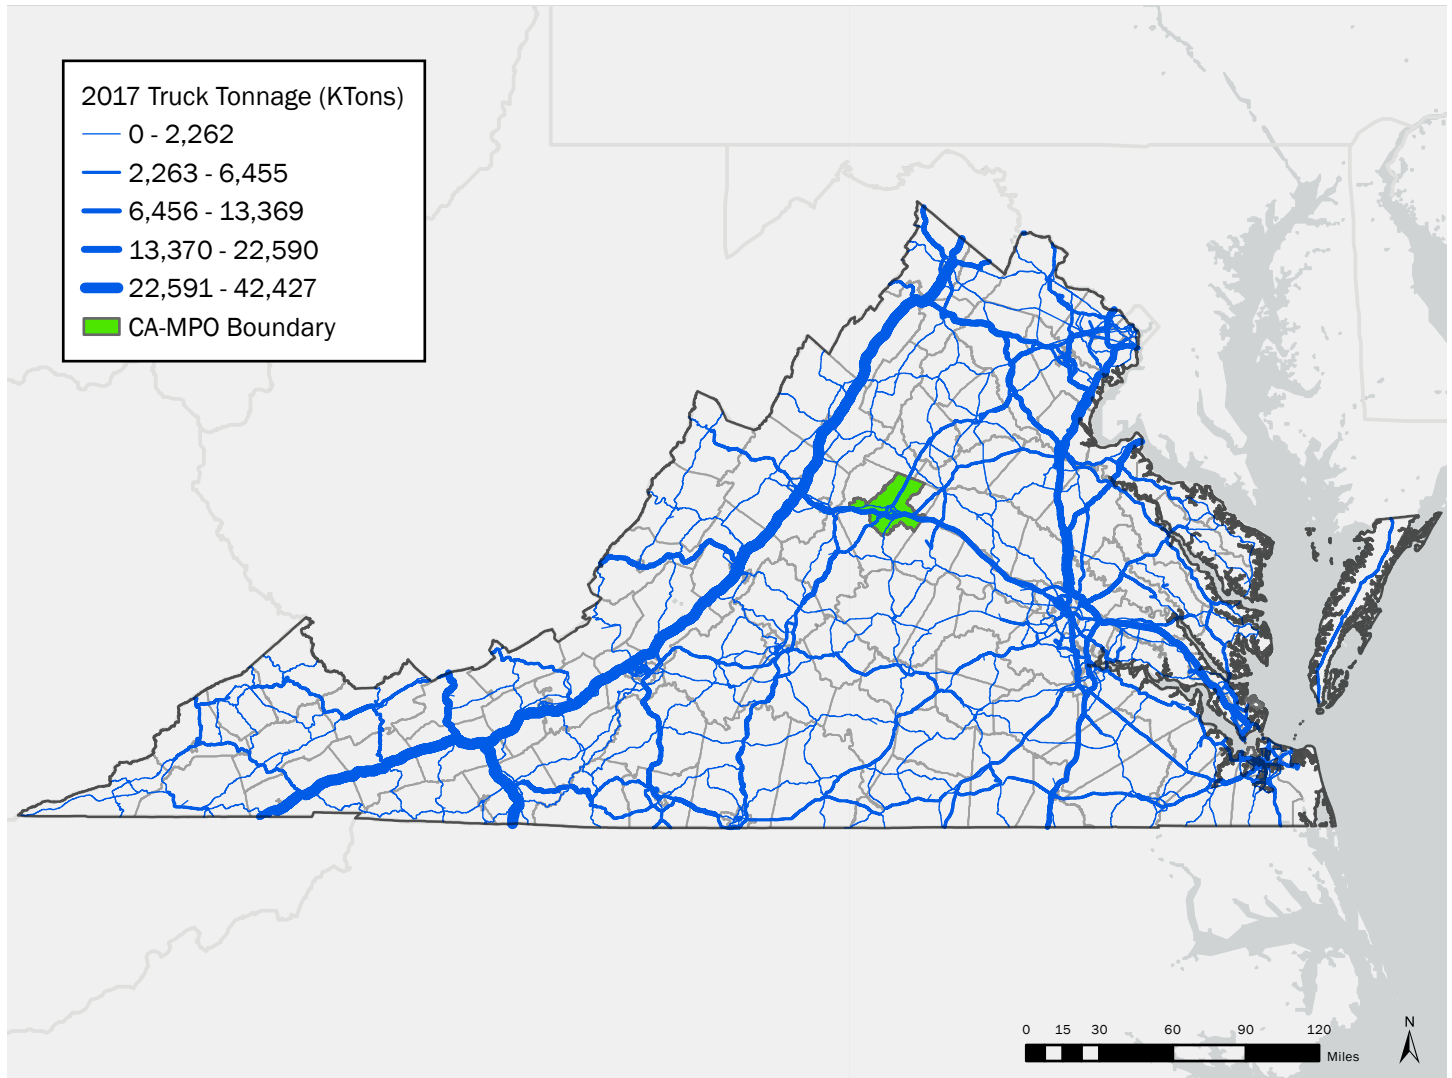 2017 Truck Tonnage (KTons)
0 - 2,262
2,263 - 6,455
6,456 - 13,369
13,370 - 22,590
22,591 - 42,427
CA-MPO Boundary
N
0 15 30 60 90 120
Miles